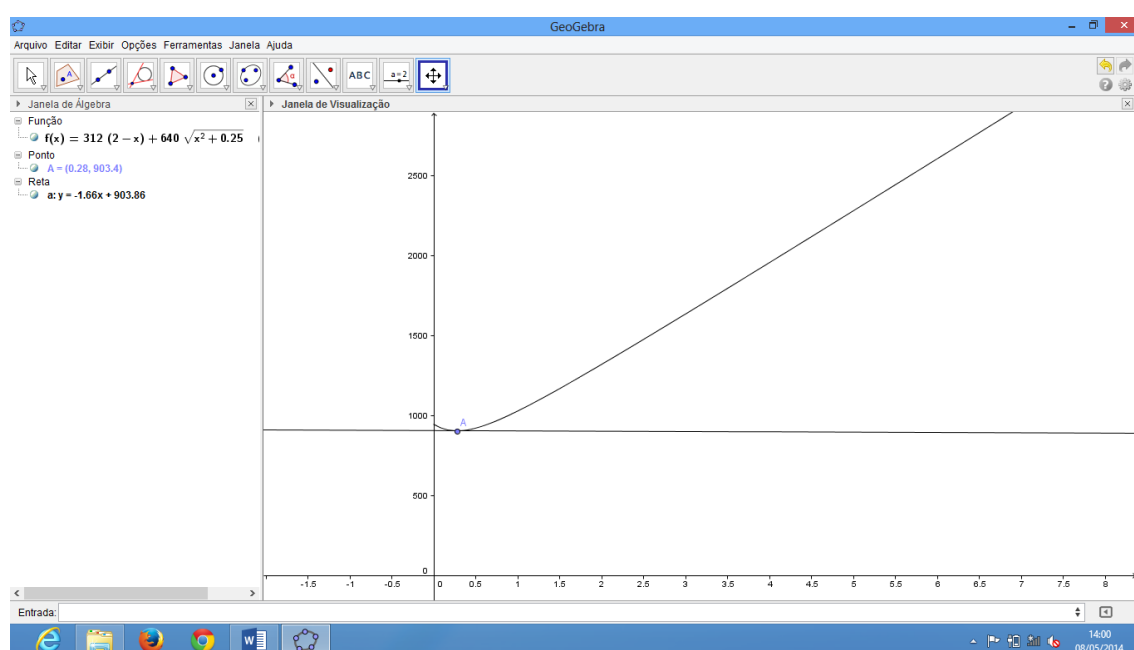 GeoGebra
Arquivo Editar Exibir Opções Ferramentas Janela Ajuda
A α ABC a=2
Janela de Álgebra
Janela de Visualização
Função
f(x) = 312 (2 − x) + 640 √x² + 0.25 (
Ponto
A = (0.28, 903.4)
Reta
a: y = -1.66x + 903.86
2500
2000
1500
1000
A
500
0
-1.5 -1 -0.5 0 0.5 1 1.5 2 2.5 3 3.5 4 4.5 5 5.5 6 6.5 7 7.5 8
Entrada:
14:00
08/05/2014